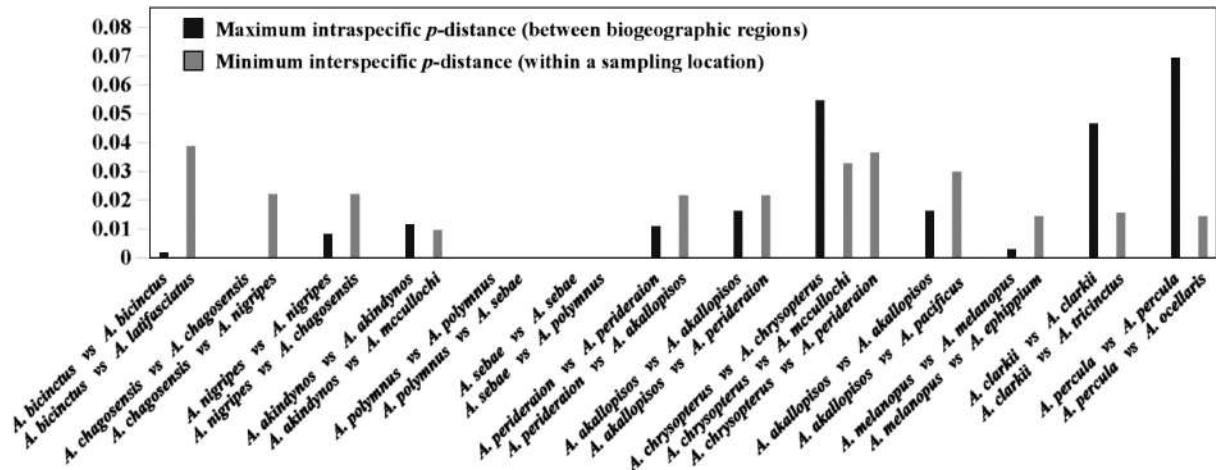 0.08
0.07
0.06
0.05
0.04
0.03
0.02
0.01
0
Maximum intraspecific p-distance (between biogeographic regions)
Minimum interspecific p-distance (within a sampling location)
A. bicinctus vs A. bicinctus
A. bicinctus vs A. latifasciatus
A. chagosensis vs A. chagosensis
A. chagosensis vs A. nigripes
A. nigripes vs A. nigripes
A. nigripes vs A. chagosensis
A. akindynos vs A. akindynos
A. akindynos vs A. mccullochi
A. polymnus vs A. polymnus
A. polymnus vs A. sebae
A. sebae vs A. sebae
A. sebae vs A. polymnus
A. perideraion vs A. perideraion
A. perideraion vs A. akallopisos
A. akallopisos vs A. akallopisos
A. akallopisos vs A. perideraion
A. chrysopterus vs A. chrysopterus
A. chrysopterus vs A. mccullochi
A. chrysopterus vs A. perideraion
A. akallopisos vs A. akallopisos
A. akallopisos vs A. pacificus
A. melanopus vs A. melanopus
A. melanopus vs A. ephippium
A. clarkii vs A. clarkii
A. clarkii vs A. tricinctus
A. percula vs A. percula
A. percula vs A. ocellaris